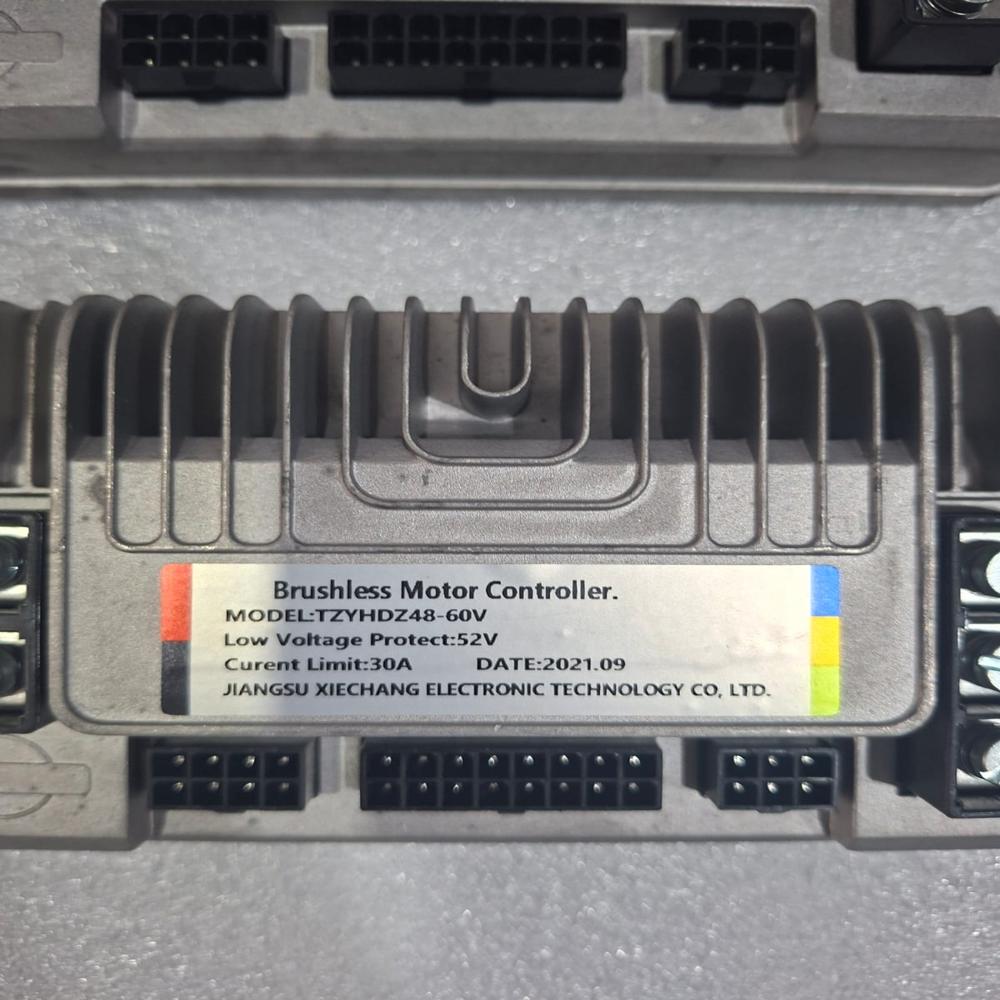 Brushless Motor Controller.
MODEL:TZYHDZ48-60V
Low Voltage Protect:52V
Curent Limit:30A DATE:2021.09
JIANGSU XIECHANG ELECTRONIC TECHNOLOGY CO, LTD.